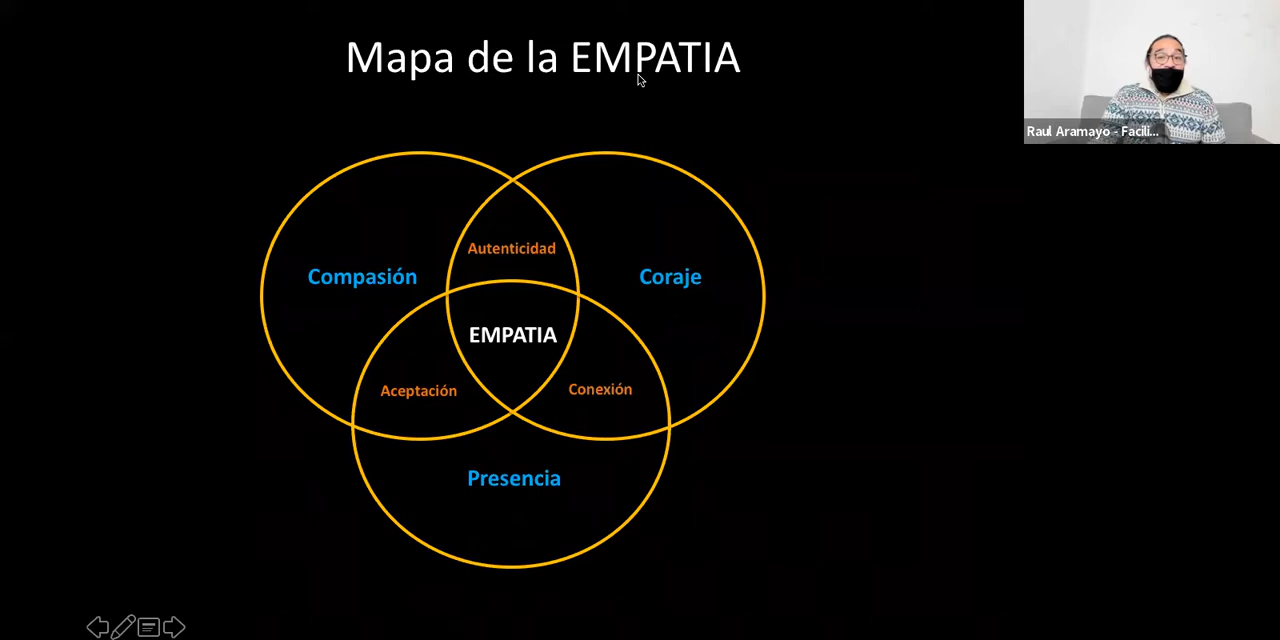 Mapa de la EMPATIA
Raul Aramayo - Facili...
Autenticidad
Compasión
Coraje
EMPATIA
Aceptación
Conexión
Presencia